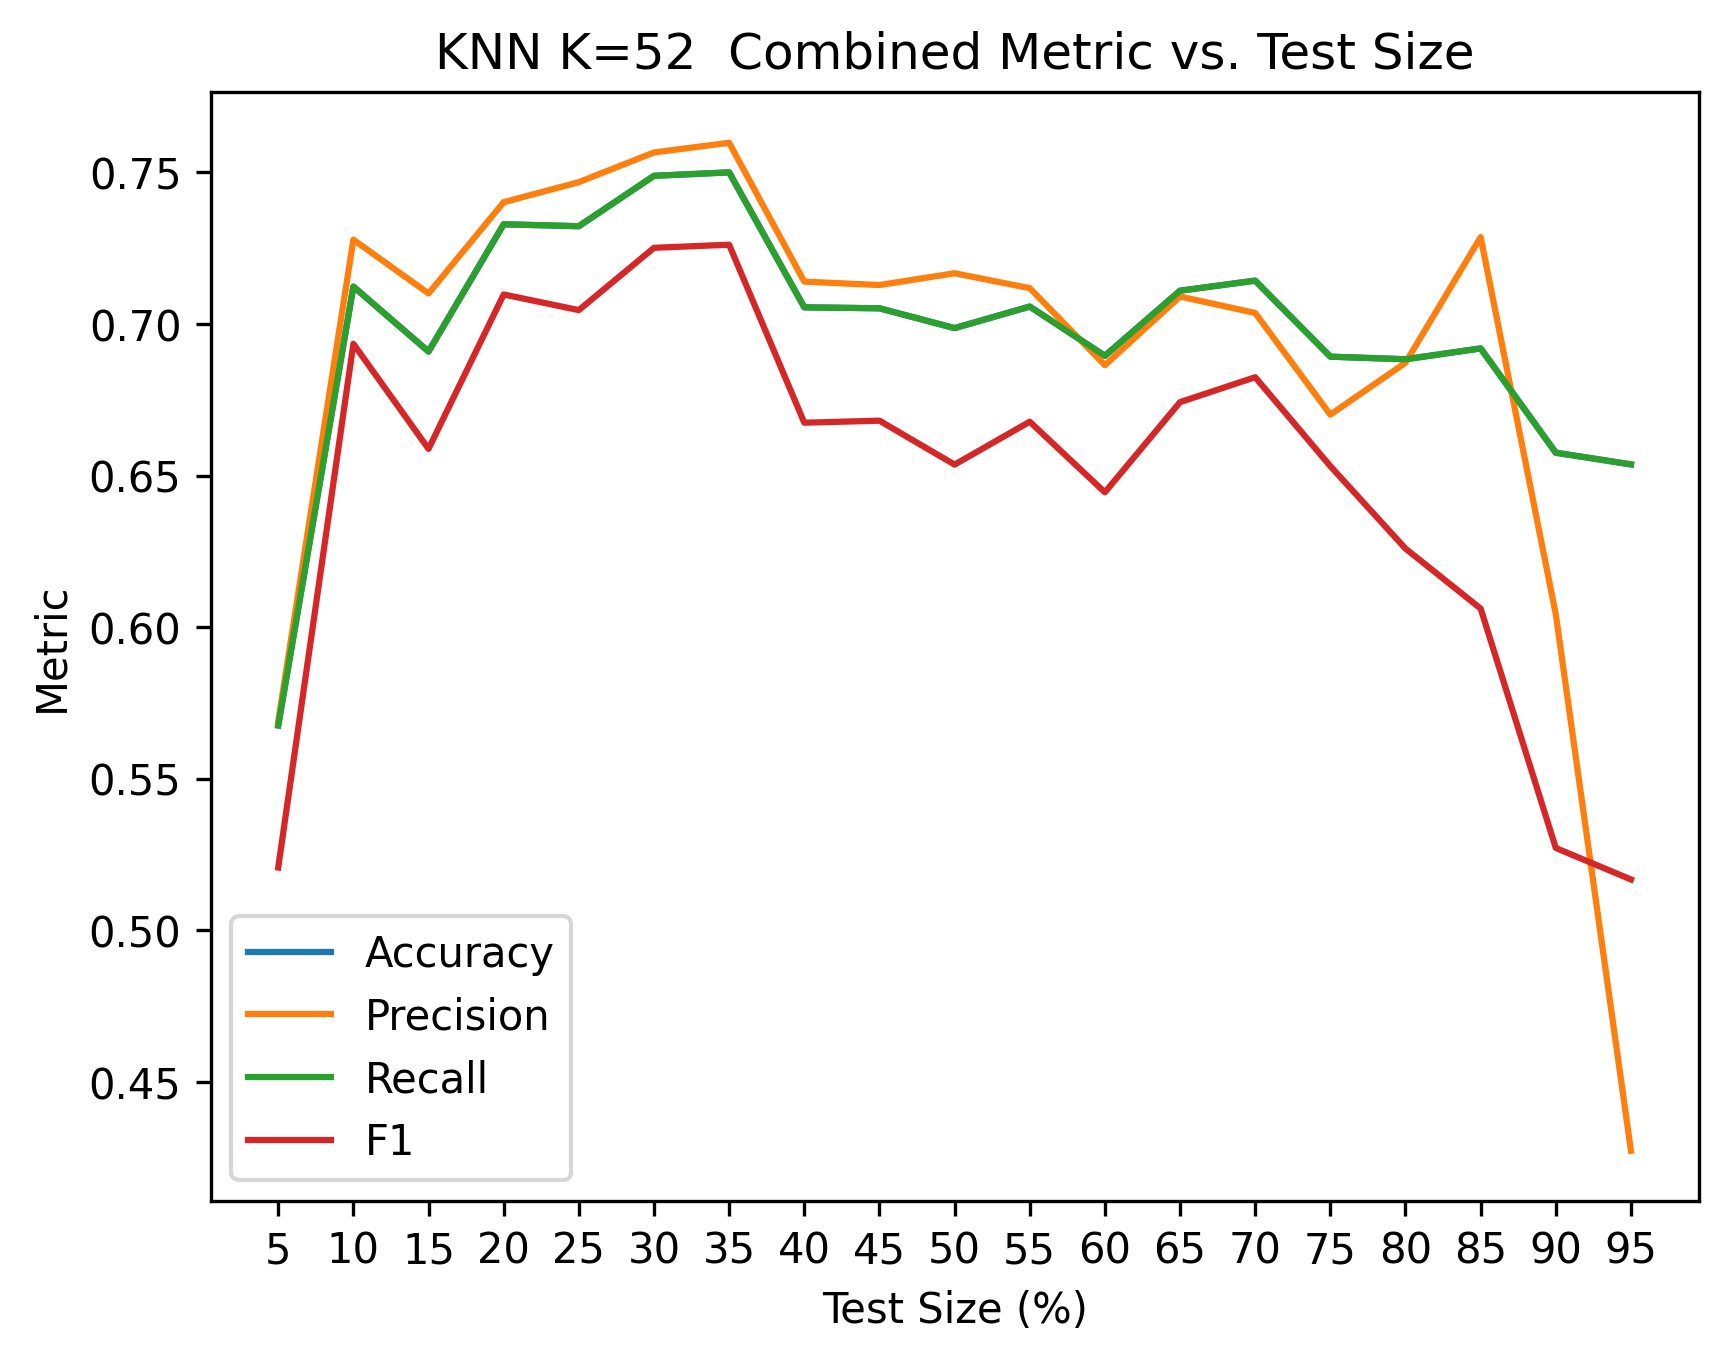 KNN K=52  Combined Metric vs. Test Size
0.75
0.70
0.65
0.60
0.55
0.50
0.45
Metric
Accuracy
Precision
Recall
F1
5 10 15 20 25 30 35 40 45 50 55 60 65 70 75 80 85 90 95
Test Size (%)